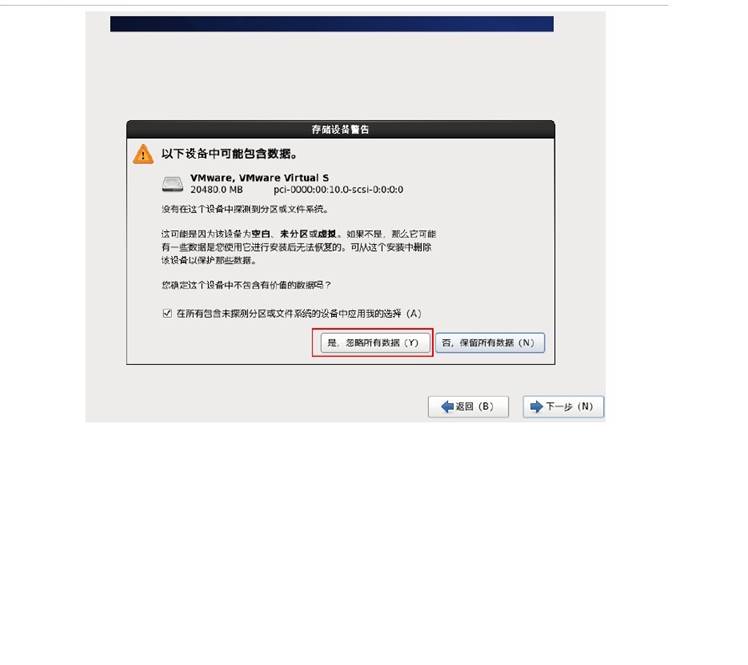 存储设备警告
以下设备中可能包含数据。
VMware, VMware Virtual S
20480.0 MB pci-0000:00:10.0-scsi-0:0:0:0
没有在这个设备中探测到分区或文件系统。
这可能是因为该设备为空白、未分区或虚拟。如果不是，那么它可能
有一些数据是您使用它进行安装后无法恢复的。可从这个安装中删除
该设备以保护那些数据。
您确定这个设备中不包含有价值的数据吗？
在所有包含未探测分区或文件系统的设备中应用我的选择（A）
是，忽略所有数据（Y） 否，保留所有数据（N）
返回（B） 下一步（N）